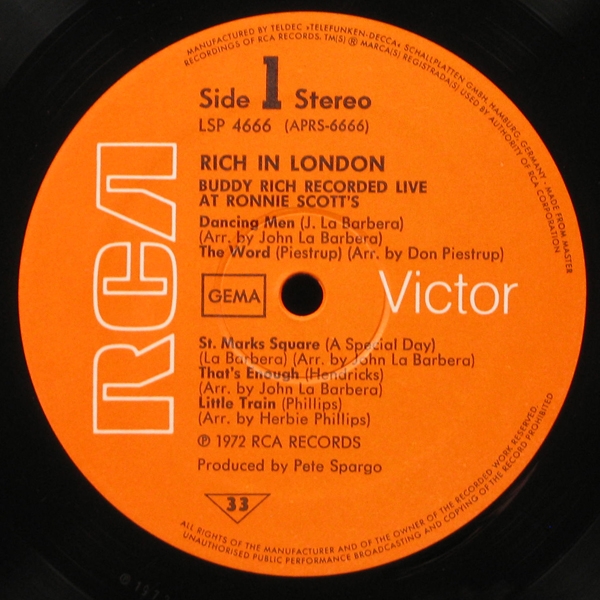 MANUFACTURED BY TELDEC »TELEFUNKEN-DECCA« SCHALLPLATTEN GMBH, HAMBURG, GERMANY · MADE FROM MASTER
RECORDINGS OF RCA RECORDS. TM(S) ® MARCA(S) REGISTRADA(S) USED BY AUTHORITY OF RCA CORPORATION
Side 1 Stereo
LSP 4666 (APRS-6666)
RICH IN LONDON
BUDDY RICH RECORDED LIVE
AT RONNIE SCOTT'S
Dancing Men (J. La Barbera)
(Arr. by John La Barbera)
The Word (Piestrup) (Arr. by Don Piestrup)
RCA
GEMA
Victor
St. Marks Square (A Special Day)
(La Barbera) (Arr. by John La Barbera)
That's Enough (Hendricks)
(Arr. by John La Barbera)
Little Train (Phillips)
(Arr. by Herbie Phillips)
℗ 1972 RCA RECORDS
Produced by Pete Spargo
33
ALL RIGHTS OF THE MANUFACTURER AND OF THE OWNER OF THE RECORDED WORK RESERVED.
UNAUTHORISED PUBLIC PERFORMANCE BROADCASTING AND COPYING OF THIS RECORD PROHIBITED